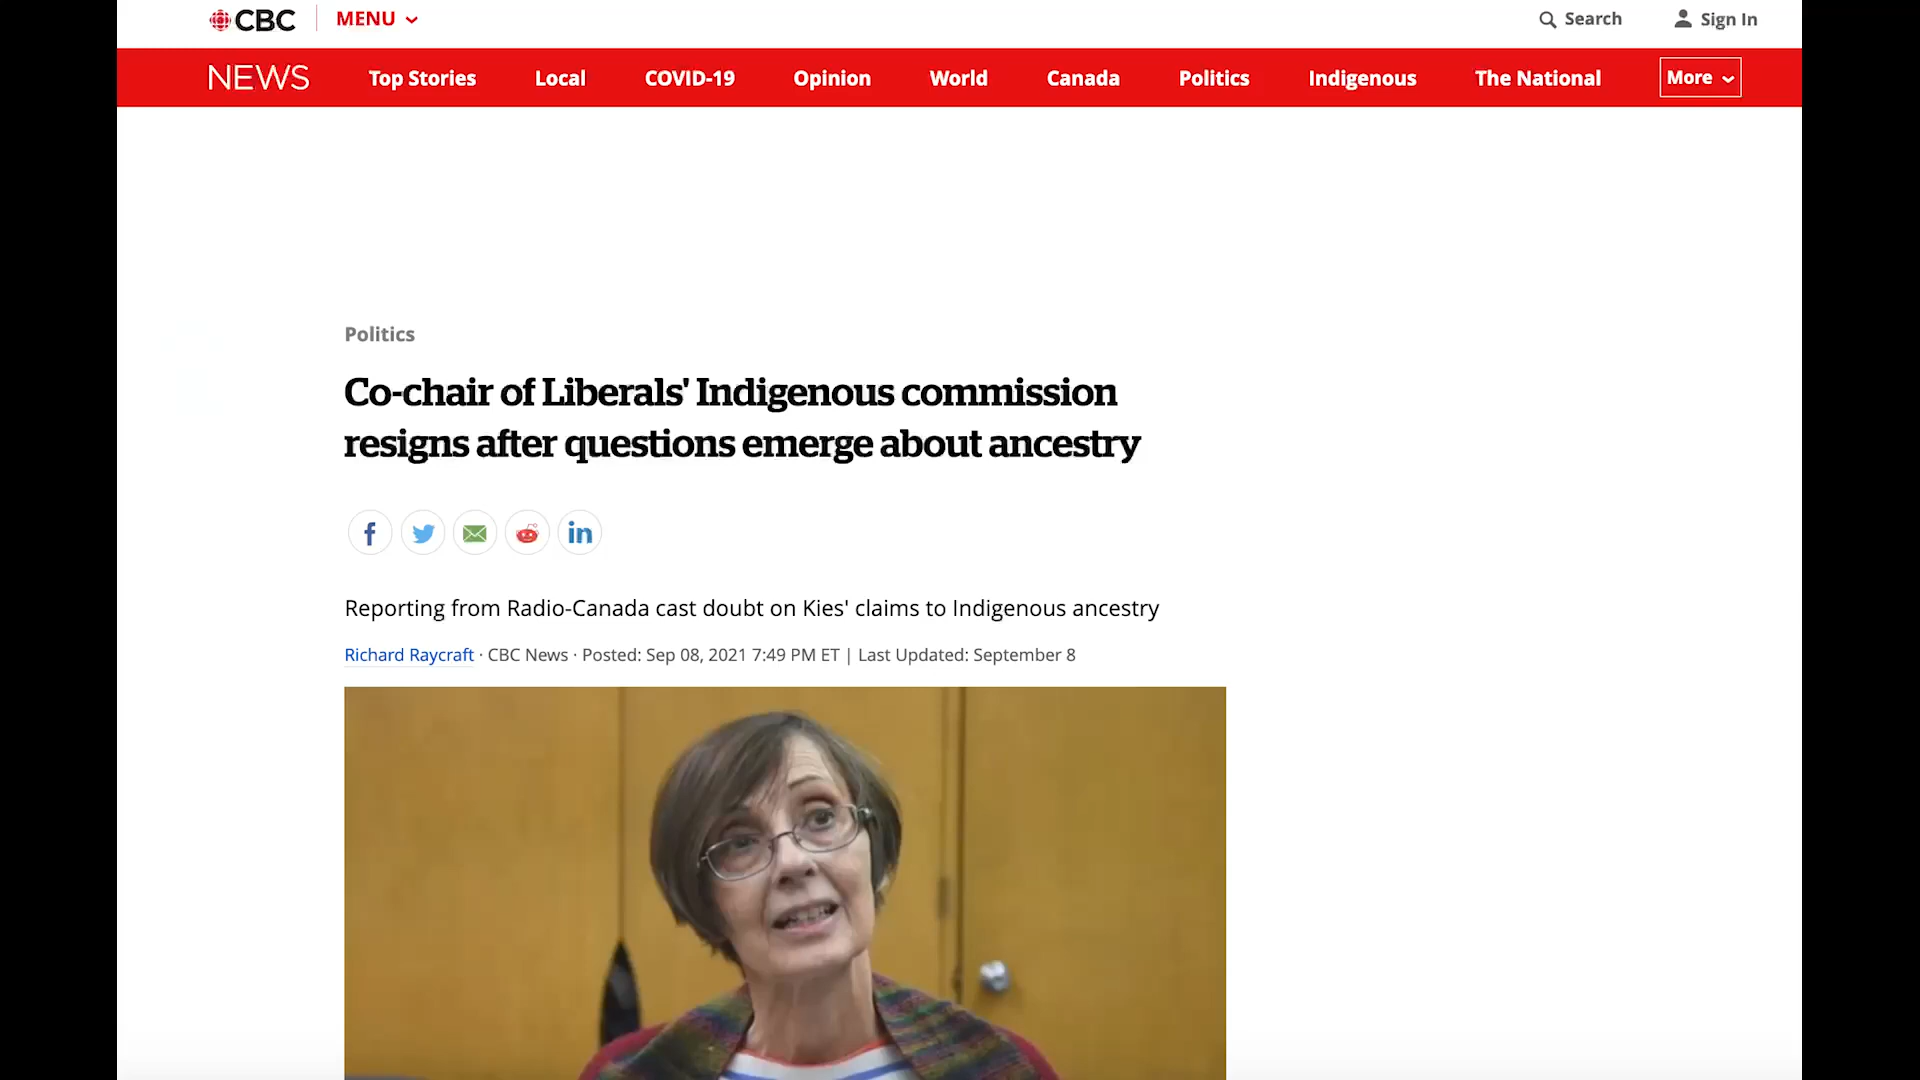 CBC
MENU
Search
Sign In
NEWS
Top Stories
Local
COVID-19
Opinion
World
Canada
Politics
Indigenous
The National
More
Politics
Co-chair of Liberals' Indigenous commission
resigns after questions emerge about ancestry
Reporting from Radio-Canada cast doubt on Kies' claims to Indigenous ancestry
Richard Raycraft · CBC News · Posted: Sep 08, 2021 7:49 PM ET | Last Updated: September 8